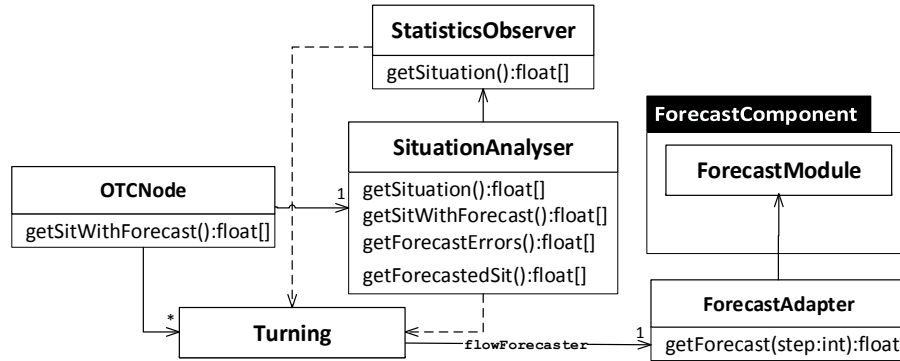 StatisticsObserver
getSituation():float[]
ForecastComponent
ForecastModule
SituationAnalyser
getSituation():float[]
getSitWithForecast():float[]
getForecastErrors():float[]
getForecastedSit():float[]
OTCNode
getSitWithForecast():float[]
1
*
Turning
flowForecaster
1
ForecastAdapter
getForecast(step:int):float